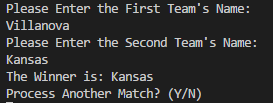 Please Enter the First Team's Name:
Villanova
Please Enter the Second Team's Name:
Kansas
The Winner is: Kansas
Process Another Match? (Y/N)